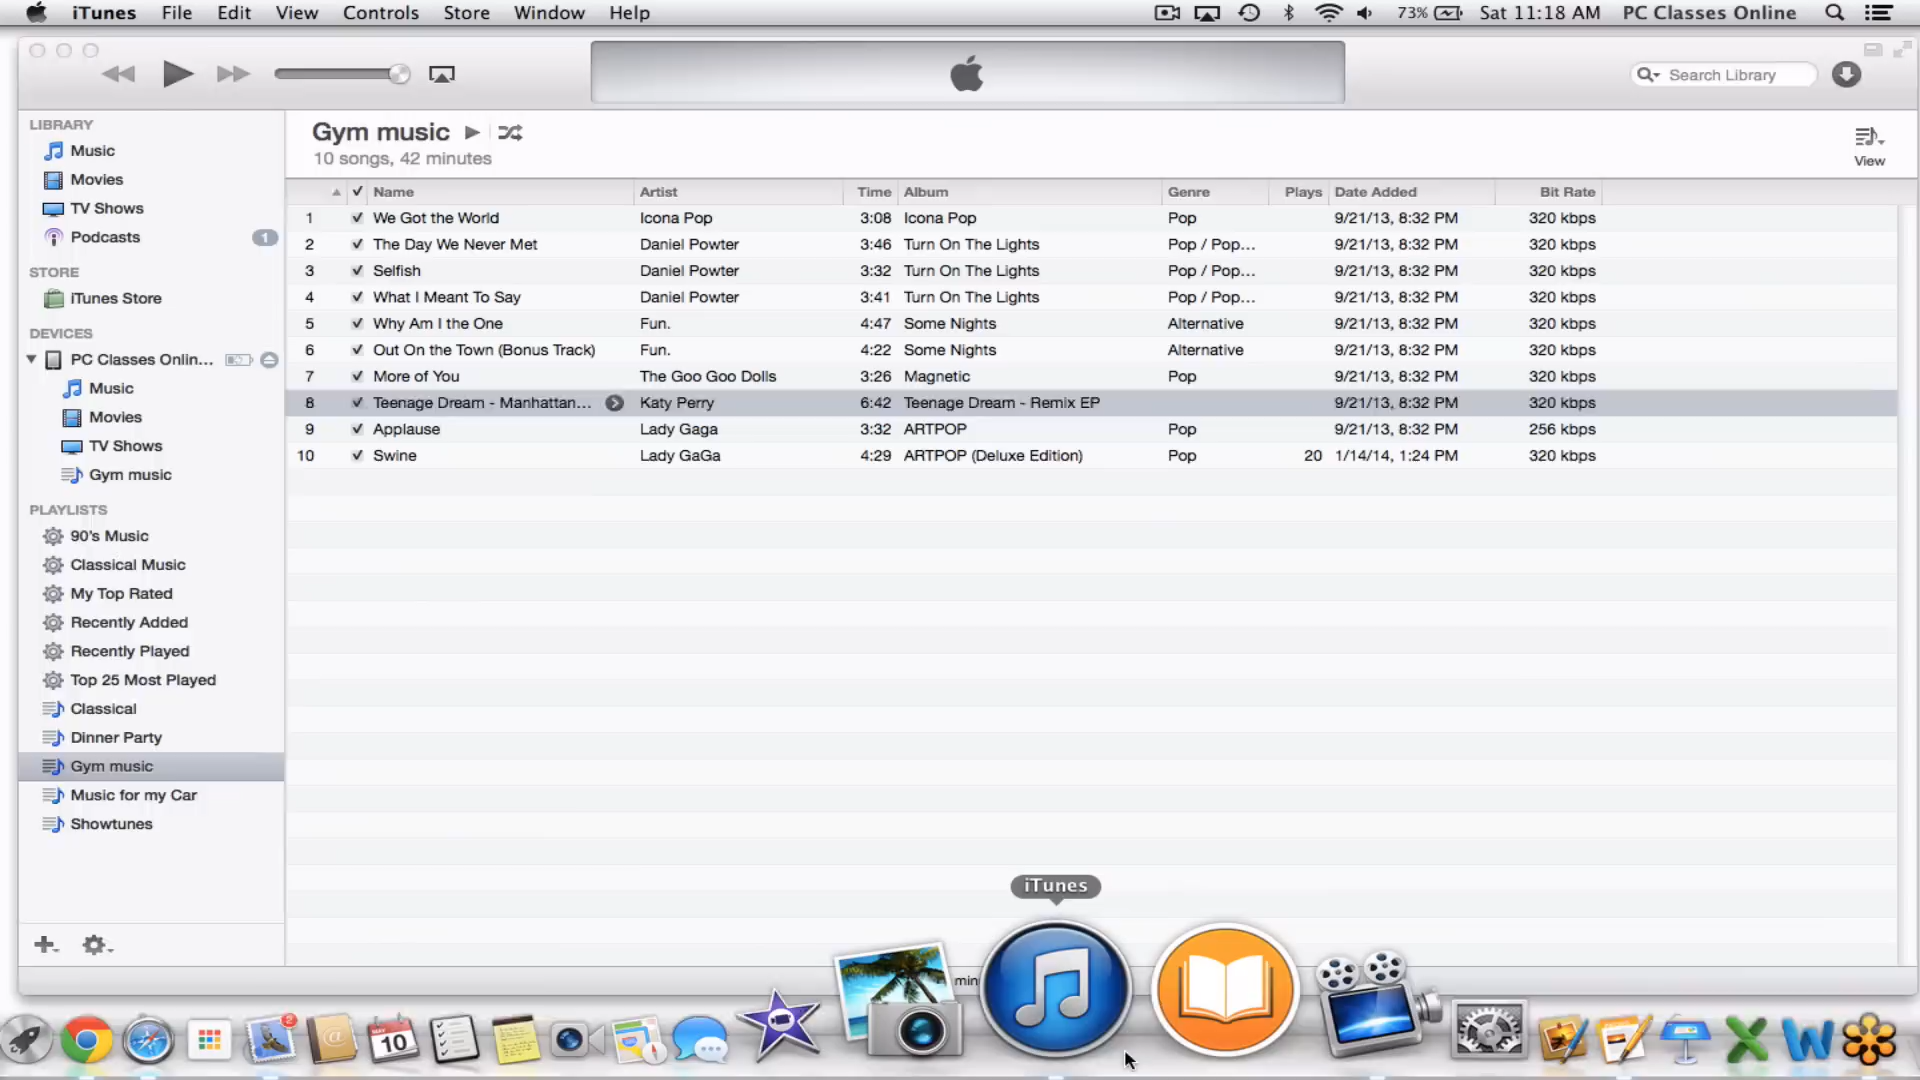 iTunes File Edit View Controls Store Window Help 73% Sat 11:18 AM PC Classes Online
Search Library
LIBRARY
Music
Movies
TV Shows
Podcasts 1
STORE
iTunes Store
DEVICES
PC Classes Onlin...
Music
Movies
TV Shows
Gym music
PLAYLISTS
90's Music
Classical Music
My Top Rated
Recently Added
Recently Played
Top 25 Most Played
Classical
Dinner Party
Gym music
Music for my Car
Showtunes
Gym music
10 songs, 42 minutes
View
Name Artist Time Album Genre Plays Date Added Bit Rate
1 We Got the World Icona Pop 3:08 Icona Pop Pop 9/21/13, 8:32 PM 320 kbps
2 The Day We Never Met Daniel Powter 3:46 Turn On The Lights Pop / Pop... 9/21/13, 8:32 PM 320 kbps
3 Selfish Daniel Powter 3:32 Turn On The Lights Pop / Pop... 9/21/13, 8:32 PM 320 kbps
4 What I Meant To Say Daniel Powter 3:41 Turn On The Lights Pop / Pop... 9/21/13, 8:32 PM 320 kbps
5 Why Am I the One Fun. 4:47 Some Nights Alternative 9/21/13, 8:32 PM 320 kbps
6 Out On the Town (Bonus Track) Fun. 4:22 Some Nights Alternative 9/21/13, 8:32 PM 320 kbps
7 More of You The Goo Goo Dolls 3:26 Magnetic Pop 9/21/13, 8:32 PM 320 kbps
8 Teenage Dream - Manhattan... Katy Perry 6:42 Teenage Dream - Remix EP 9/21/13, 8:32 PM 320 kbps
9 Applause Lady Gaga 3:32 ARTPOP Pop 9/21/13, 8:32 PM 256 kbps
10 Swine Lady GaGa 4:29 ARTPOP (Deluxe Edition) Pop 20 1/14/14, 1:24 PM 320 kbps
iTunes
min
2
10